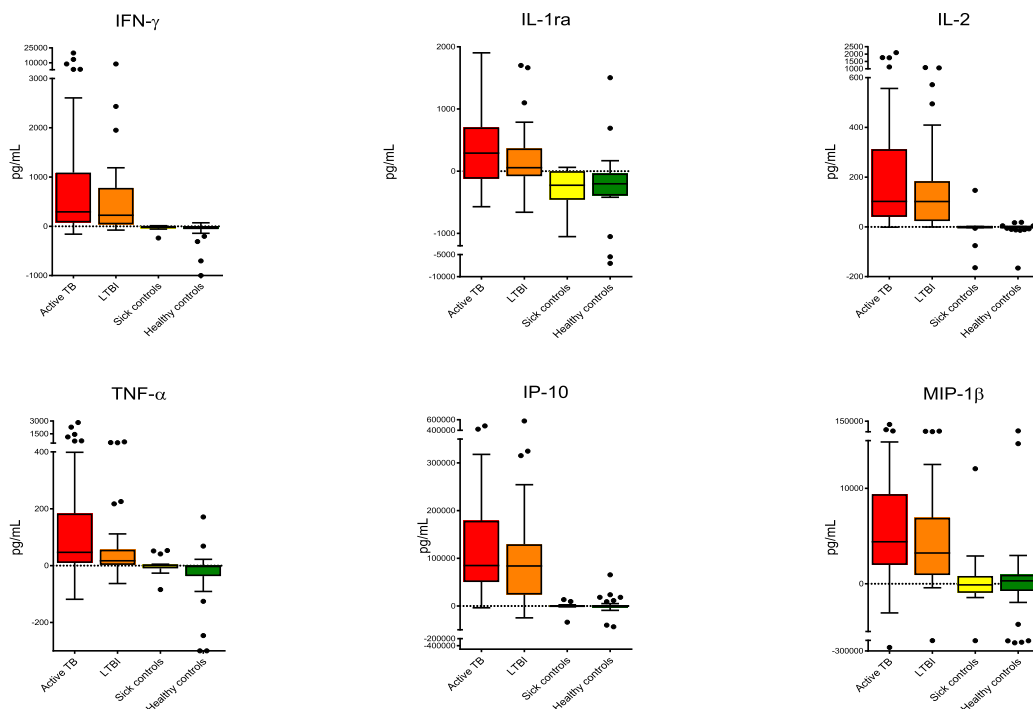 IFN-γ
25000
10000
3000
2000
1000
0
-1000
pg/mL
Active TB
LTBI
Sick controls
Healthy controls
IL-1ra
2000
1000
0
-1000
-5000
-10000
pg/mL
Active TB
LTBI
Sick controls
Healthy controls
IL-2
2500
2000
1500
1000
600
400
200
0
-200
pg/mL
Active TB
LTBI
Sick controls
Healthy controls
TNF-α
3000
1500
400
200
0
-200
pg/mL
Active TB
LTBI
Sick controls
Healthy controls
IP-10
600000
400000
300000
200000
100000
0
-200000
-400000
pg/mL
Active TB
LTBI
Sick controls
Healthy controls
MIP-1β
150000
10000
0
-300000
pg/mL
Active TB
LTBI
Sick controls
Healthy controls